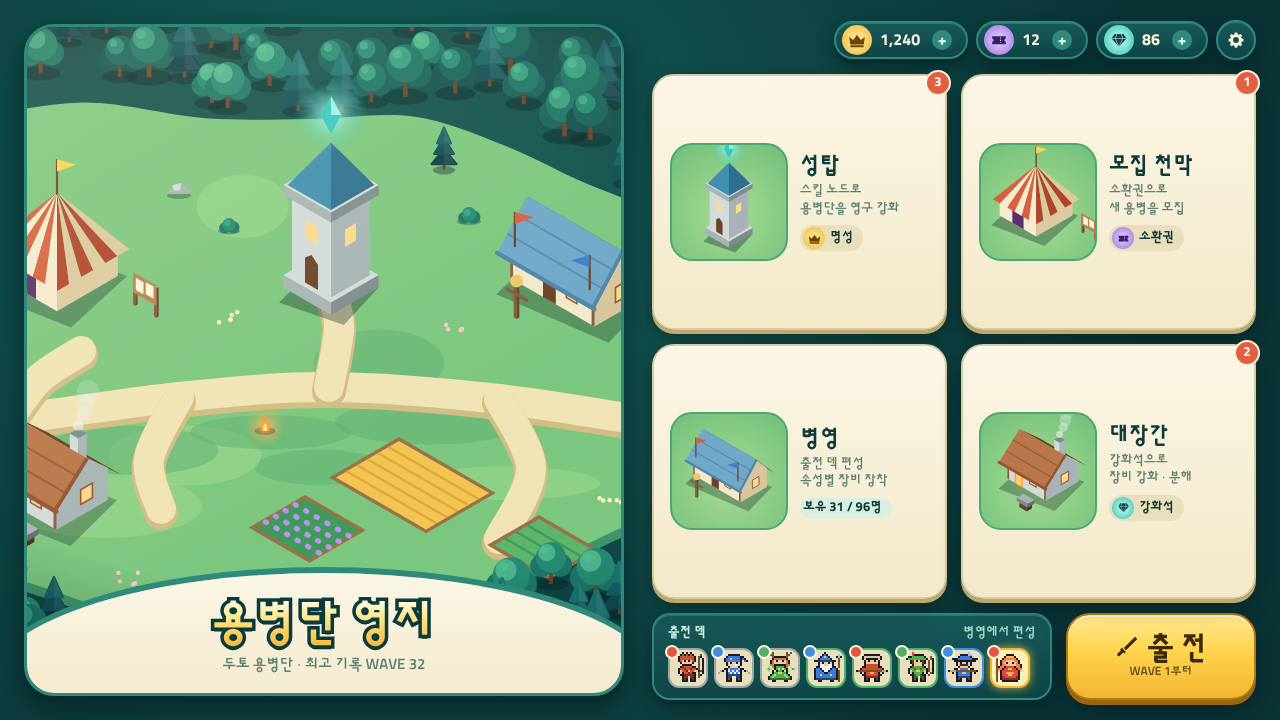 1,240 +
12 +
86 +
3
성탑
스킬 노드로
용병단을 영구 강화
명성
1
모집 천막
소환권으로
새 용병을 모집
소환권
병영
출전 덱 편성
속성별 장비 장착
보유 31 / 96명
2
대장간
강화석으로
장비 강화 · 분해
강화석
용병단 영지
두토 용병단 · 최고 기록 WAVE 32
출전 덱
병영에서 편성
출전
WAVE 1부터